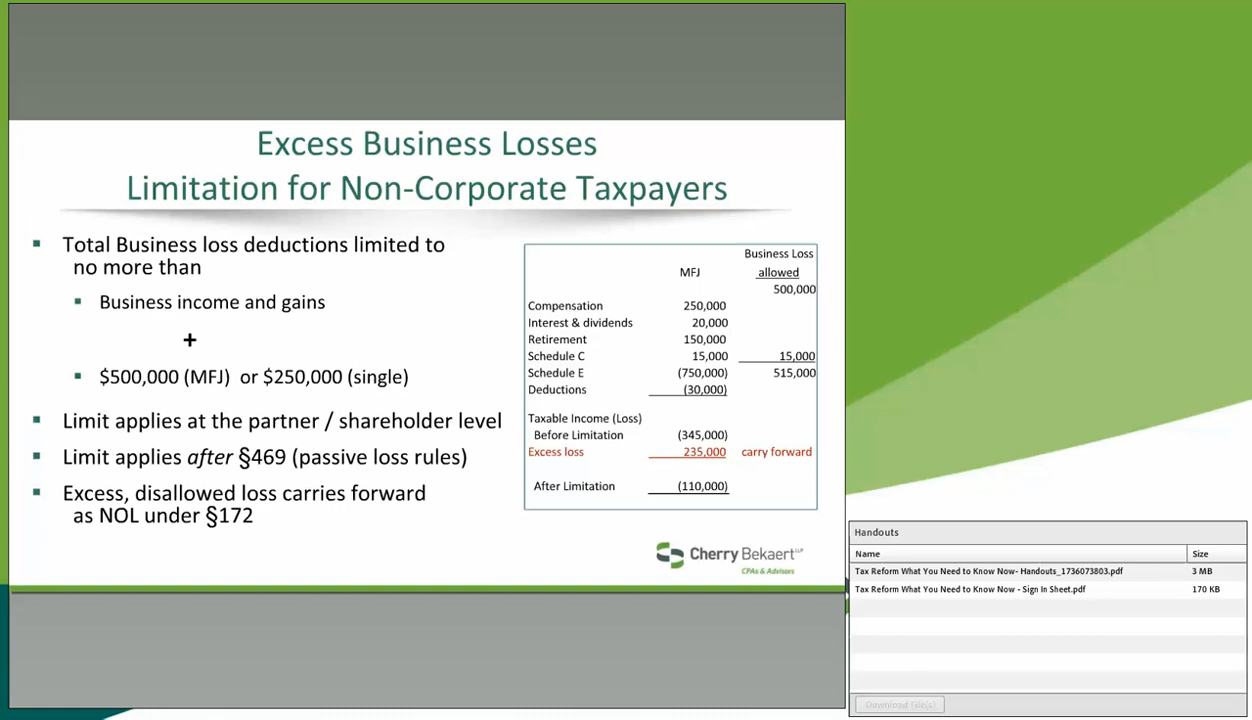 Excess Business Losses
Limitation for Non-Corporate Taxpayers
Total Business loss deductions limited to
no more than
Business income and gains
+
$500,000 (MFJ) or $250,000 (single)
Limit applies at the partner / shareholder level
Limit applies after §469 (passive loss rules)
Excess, disallowed loss carries forward
as NOL under §172
Business Loss
MFJ allowed
500,000
Compensation 250,000
Interest & dividends 20,000
Retirement 150,000
Schedule C 15,000 15,000
Schedule E (750,000) 515,000
Deductions (30,000)
Taxable Income (Loss)
Before Limitation (345,000)
Excess loss 235,000 carry forward
After Limitation (110,000)
Cherry Bekaert LLP
CPAs & Advisors
Handouts
Name Size
Tax Reform What You Need to Know Now- Handouts_1736073803.pdf 3 MB
Tax Reform What You Need to Know Now - Sign In Sheet.pdf 170 KB
Download File(s)